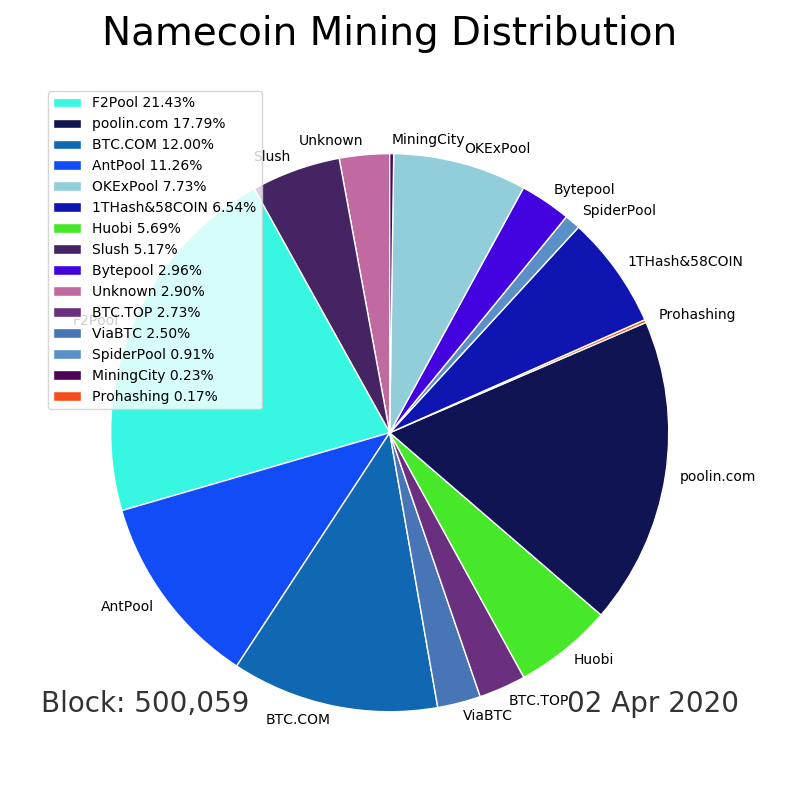 Namecoin Mining Distribution
F2Pool 21.43%
poolin.com 17.79%
BTC.COM 12.00%
AntPool 11.26%
OKExPool 7.73%
1THash&58COIN 6.54%
Huobi 5.69%
Slush 5.17%
Bytepool 2.96%
Unknown 2.90%
BTC.TOP 2.73%
ViaBTC 2.50%
SpiderPool 0.91%
MiningCity 0.23%
Prohashing 0.17%
MiningCity
OKExPool
Bytepool
SpiderPool
1THash&58COIN
Prohashing
poolin.com
Huobi
BTC.TOP
ViaBTC
BTC.COM
AntPool
F2Pool
Slush
Unknown
Block: 500,059
02 Apr 2020